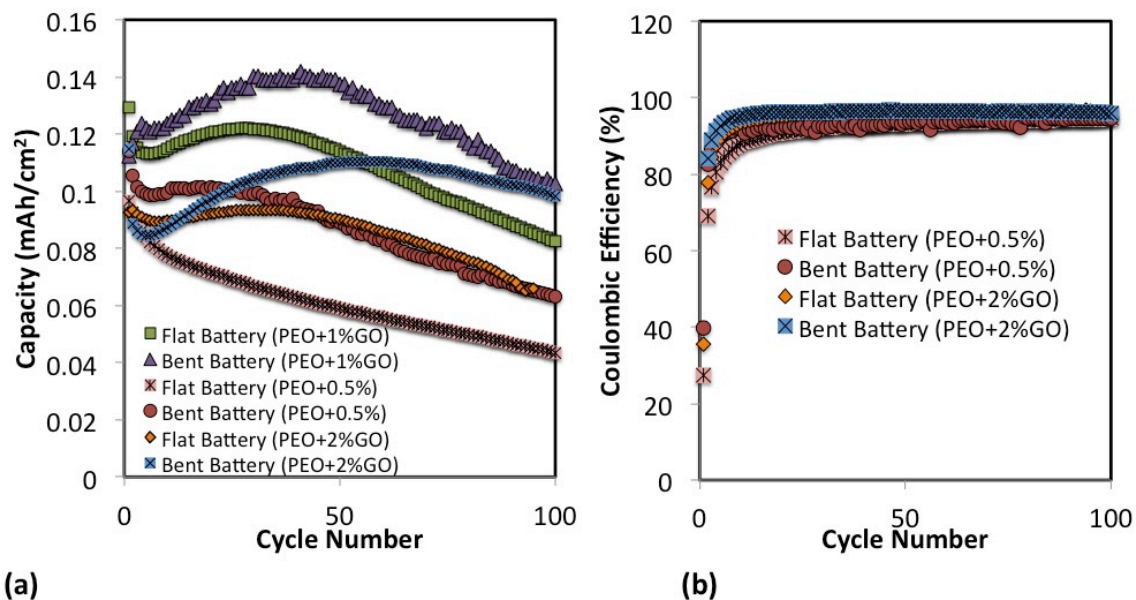 0.16
0.14
0.12
0.1
0.08
0.06
0.04
0.02
0
Capacity (mAh/cm²)
Flat Battery (PEO+1%GO)
Bent Battery (PEO+1%GO)
Flat Battery (PEO+0.5%)
Bent Battery (PEO+0.5%)
Flat Battery (PEO+2%GO)
Bent Battery (PEO+2%GO)
0 50 100
Cycle Number
(a)
120
100
80
60
40
20
0
Coulombic Efficiency (%)
Flat Battery (PEO+0.5%)
Bent Battery (PEO+0.5%)
Flat Battery (PEO+2%GO)
Bent Battery (PEO+2%GO)
0 50 100
Cycle Number
(b)